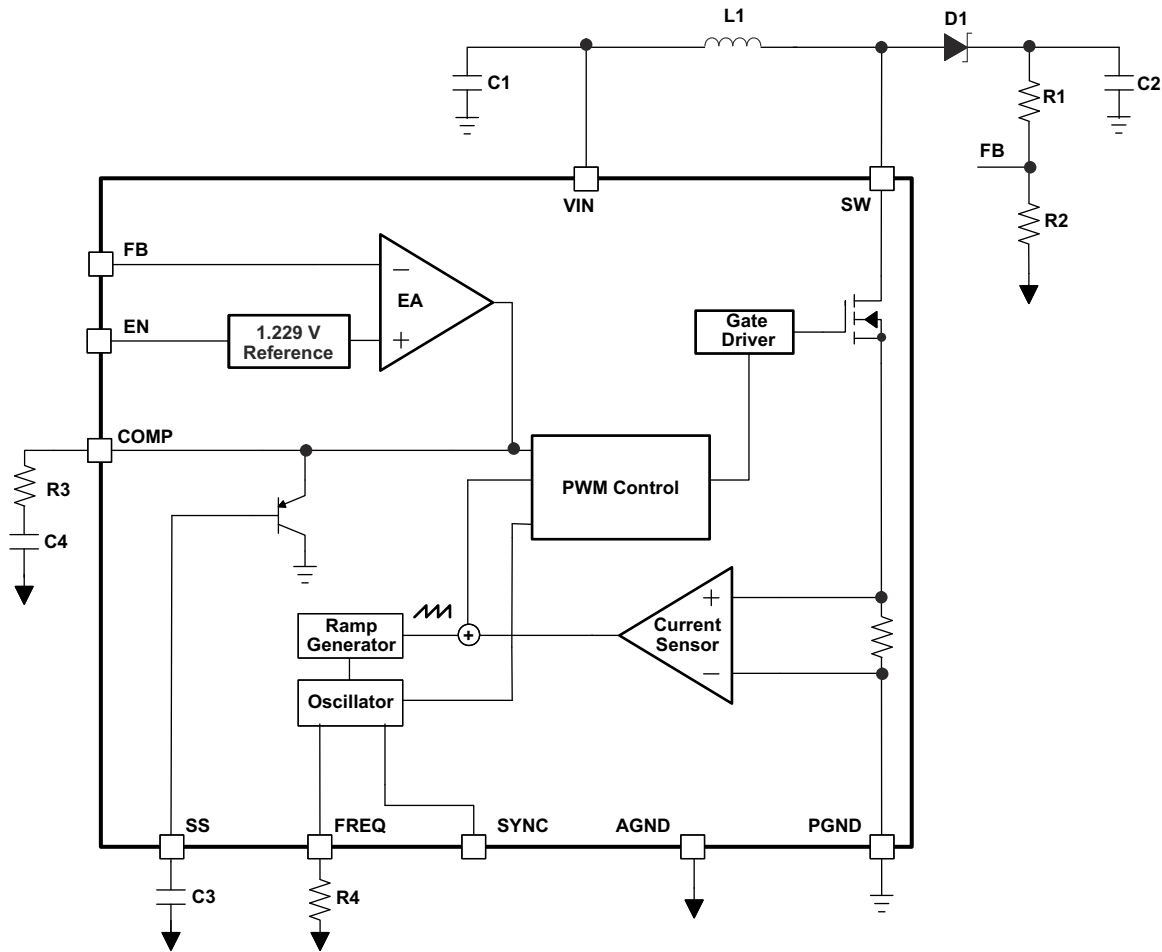 L1
D1
C1
R1
C2
FB
VIN
SW
R2
FB
EA
EN
1.229 V
Reference
Gate
Driver
COMP
R3
C4
PWM Control
Ramp
Generator
Current
Sensor
Oscillator
SS
FREQ
SYNC
AGND
PGND
C3
R4